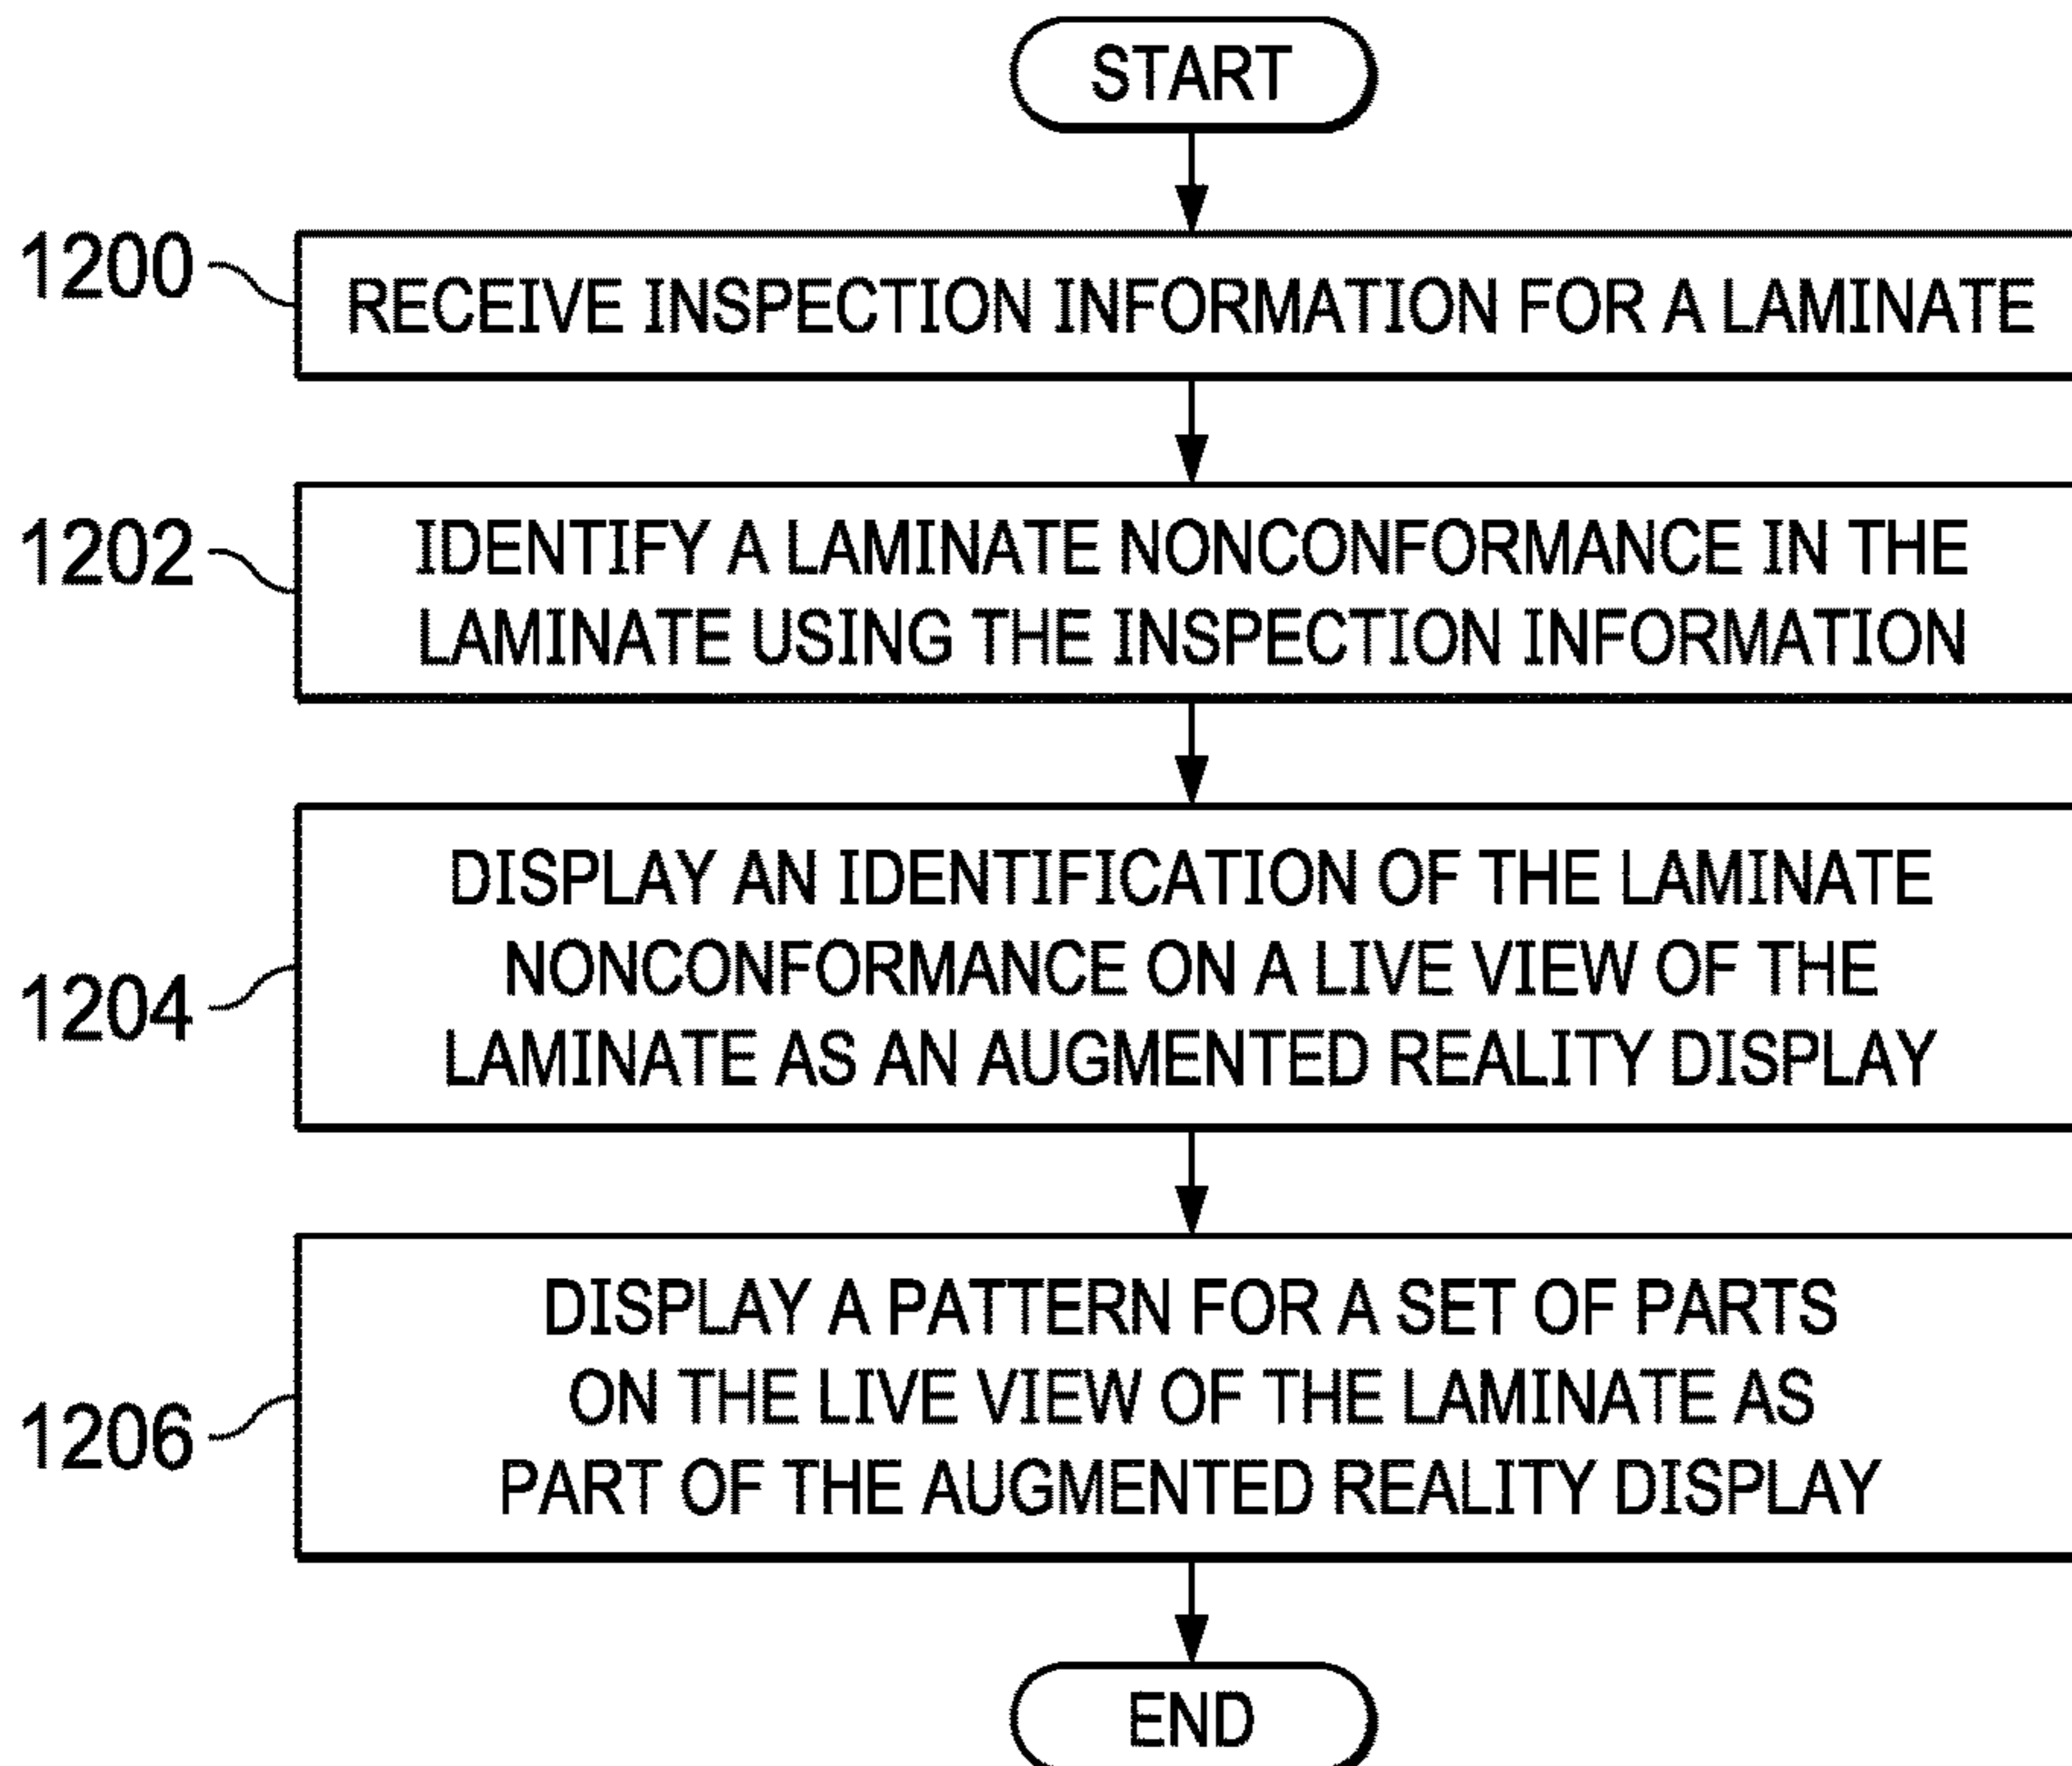 START
1200
RECEIVE INSPECTION INFORMATION FOR A LAMINATE
1202
IDENTIFY A LAMINATE NONCONFORMANCE IN THE
LAMINATE USING THE INSPECTION INFORMATION
1204
DISPLAY AN IDENTIFICATION OF THE LAMINATE
NONCONFORMANCE ON A LIVE VIEW OF THE
LAMINATE AS AN AUGMENTED REALITY DISPLAY
1206
DISPLAY A PATTERN FOR A SET OF PARTS
ON THE LIVE VIEW OF THE LAMINATE AS
PART OF THE AUGMENTED REALITY DISPLAY
END